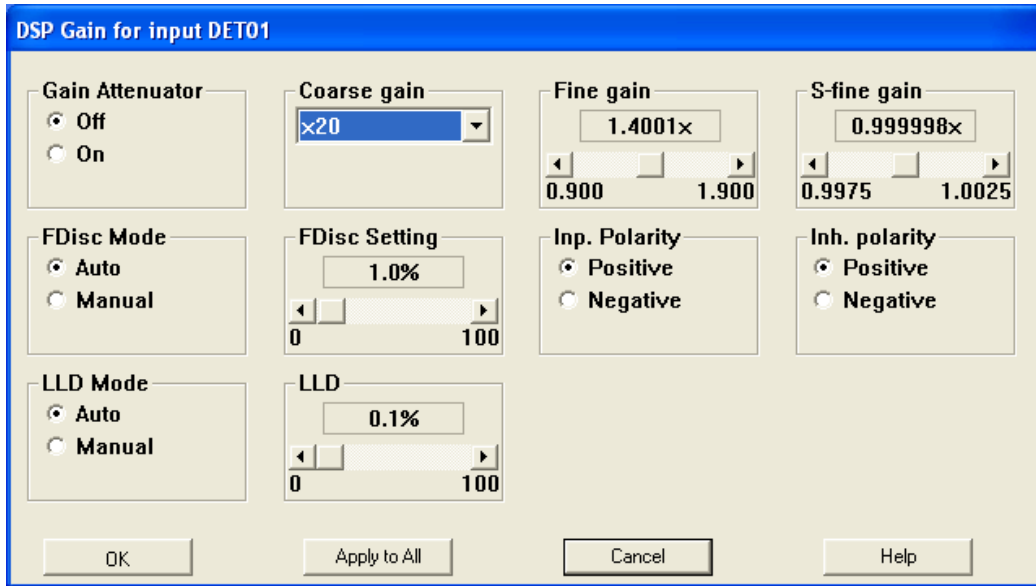 DSP Gain for input DET01
Gain Attenuator
Off
On
Coarse gain
×20
Fine gain
1.4001×
0.900 1.900
S-fine gain
0.999998×
0.9975 1.0025
FDisc Mode
Auto
Manual
FDisc Setting
1.0%
0 100
Inp. Polarity
Positive
Negative
Inh. polarity
Positive
Negative
LLD Mode
Auto
Manual
LLD
0.1%
0 100
OK
Apply to All
Cancel
Help